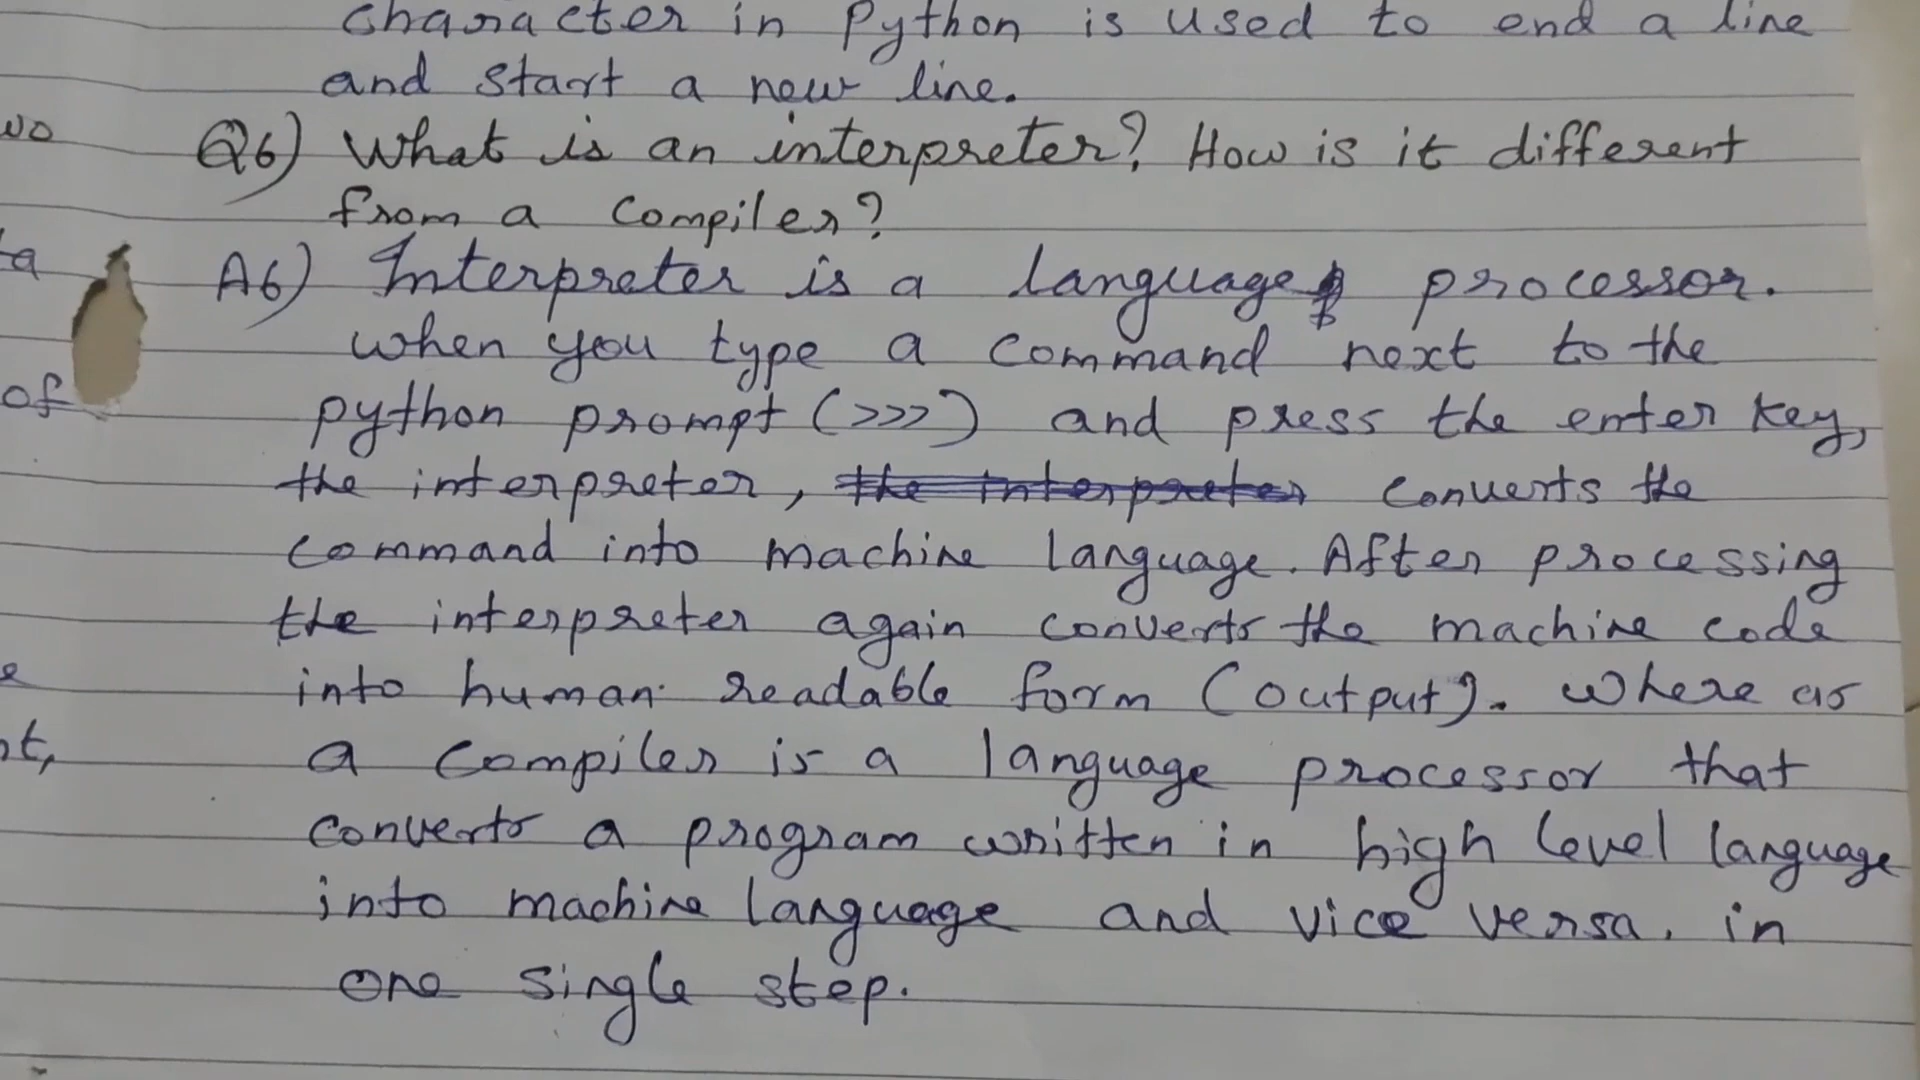 character in Python is used to end a line
and start a new line.
Q6) What is an interpreter? How is it different
from a compiler?
A6) Interpreter is a language processor.
when you type a command next to the
python prompt (>>>) and press the enter key,
the interpreter, the interpreter converts the
command into machine language. After processing
the interpreter again converts the machine code
into human readable form (output). Where as
a compiler is a language processor that
converts a program written in high level language
into machine language and vice versa. in
one single step.
of